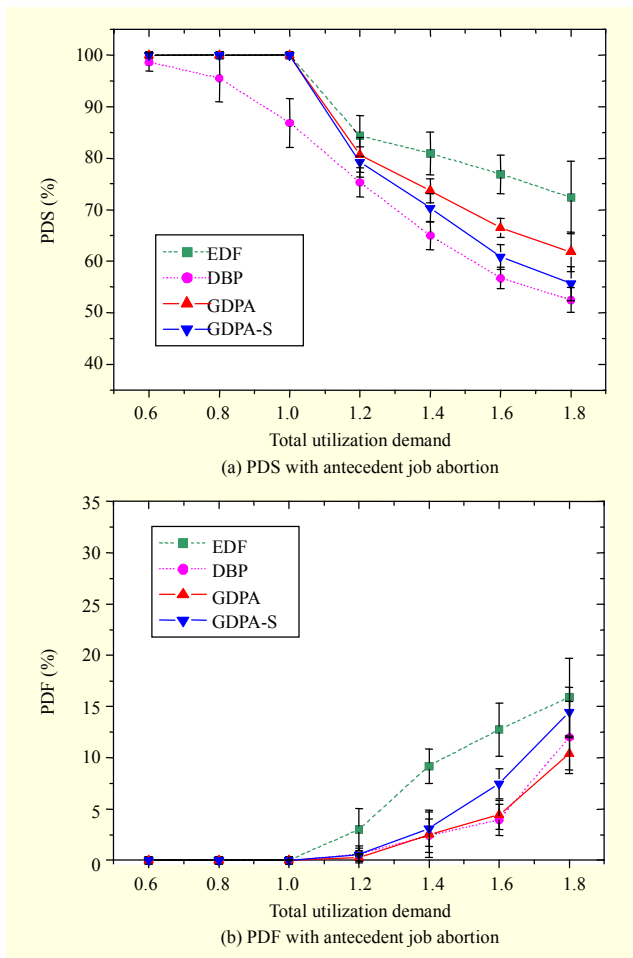 100
90
80
70
60
50
40
PDS (%)
EDF
DBP
GDPA
GDPA-S
0.6 0.8 1.0 1.2 1.4 1.6 1.8
Total utilization demand
(a) PDS with antecedent job abortion
35
30
25
20
15
10
5
0
PDF (%)
EDF
DBP
GDPA
GDPA-S
0.6 0.8 1.0 1.2 1.4 1.6 1.8
Total utilization demand
(b) PDF with antecedent job abortion